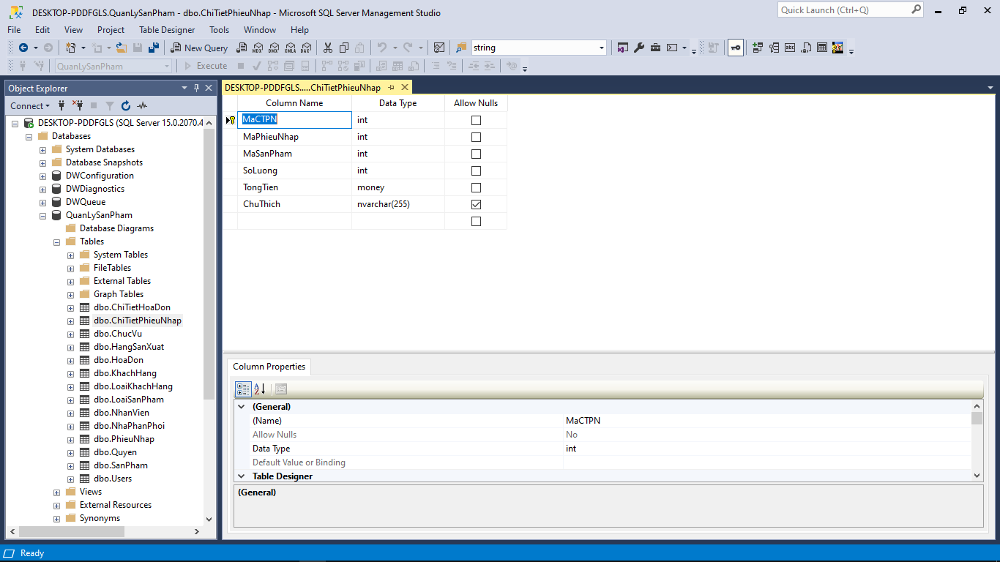 DESKTOP-PDDFGLS.QuanLySanPham - dbo.ChiTietPhieuNhap - Microsoft SQL Server Management Studio
Quick Launch (Ctrl+Q)
File Edit View Project Table Designer Tools Window Help
New Query MDX DMX XMLA DAX string
QuanLySanPham Execute
Object Explorer
Connect
DESKTOP-PDDFGLS (SQL Server 15.0.2070.4
Databases
System Databases
Database Snapshots
DWConfiguration
DWDiagnostics
DWQueue
QuanLySanPham
Database Diagrams
Tables
System Tables
FileTables
External Tables
Graph Tables
dbo.ChiTietHoaDon
dbo.ChiTietPhieuNhap
dbo.ChucVu
dbo.HangSanXuat
dbo.HoaDon
dbo.KhachHang
dbo.LoaiKhachHang
dbo.LoaiSanPham
dbo.NhanVien
dbo.NhaPhanPhoi
dbo.PhieuNhap
dbo.Quyen
dbo.SanPham
dbo.Users
Views
External Resources
Synonyms
DESKTOP-PDDFGLS.....ChiTietPhieuNhap
Column Name Data Type Allow Nulls
MaCTPN int
MaPhieuNhap int
MaSanPham int
SoLuong int
TongTien money
ChuThich nvarchar(255)
Column Properties
A
Z
(General)
(Name) MaCTPN
Allow Nulls No
Data Type int
Default Value or Binding
Table Designer
(General)
Ready